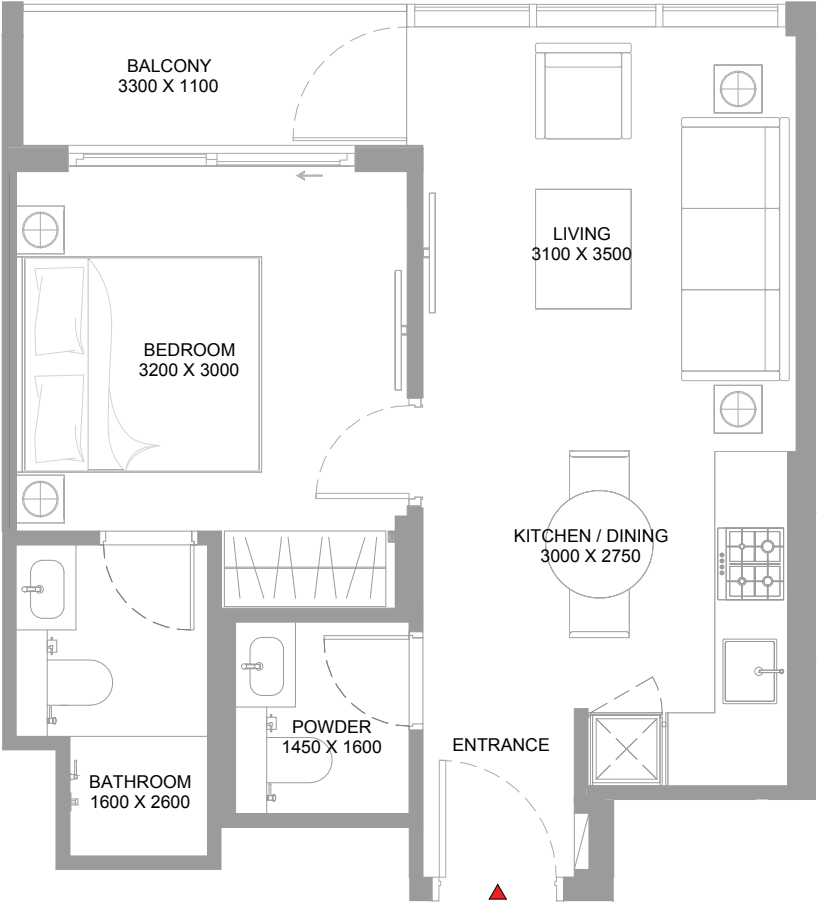 BALCONY
3300 X 1100
LIVING
3100 X 3500
BEDROOM
3200 X 3000
KITCHEN / DINING
3000 X 2750
POWDER
1450 X 1600
ENTRANCE
BATHROOM
1600 X 2600